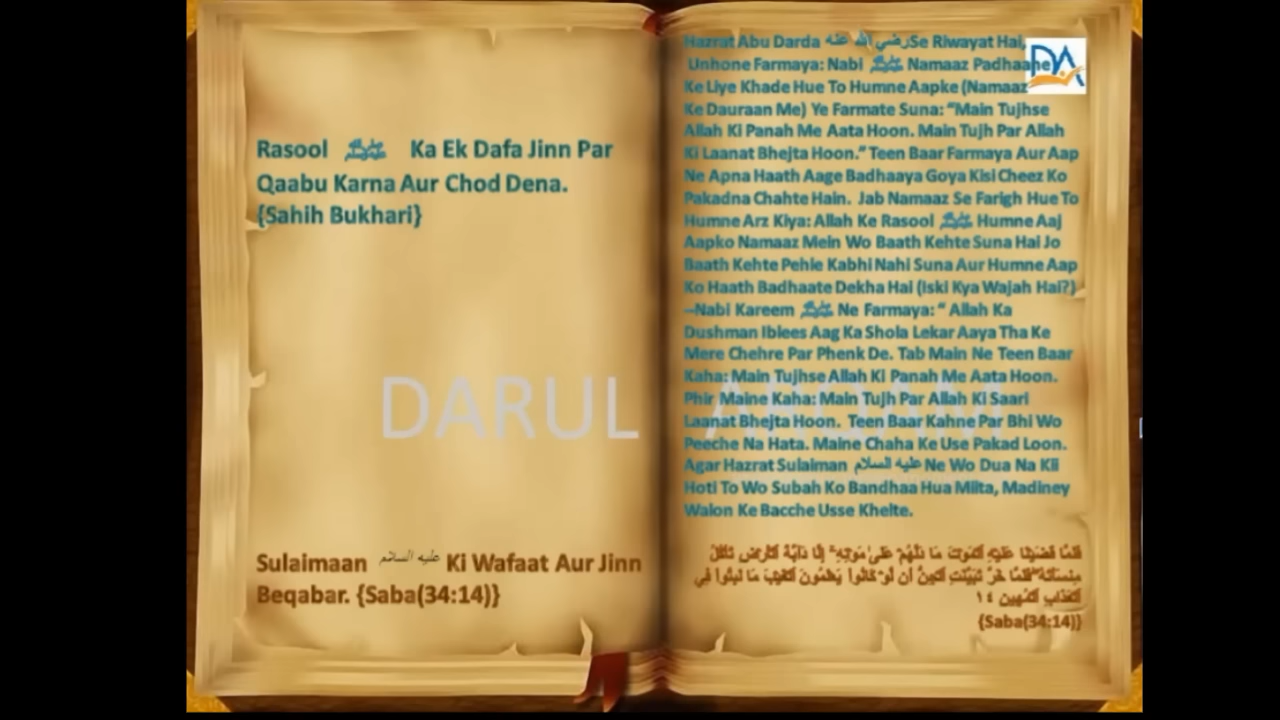 Rasool ﷺ Ka Ek Dafa Jinn Par
Qaabu Karna Aur Chod Dena.
{Sahih Bukhari}
Sulaimaan عليه السلام Ki Wafaat Aur Jinn
Beqabar. {Saba(34:14)}
Hazrat Abu Darda رضي الله عنه Se Riwayat Hai,
Unhone Farmaya: Nabi ﷺ Namaaz Padhaane
Ke Liye Khade Hue To Humne Aapke (Namaaz
Ke Dauraan Me) Ye Farmate Suna: “Main Tujhse
Allah Ki Panah Me Aata Hoon. Main Tujh Par Allah
Ki Laanat Bhejta Hoon.” Teen Baar Farmaya Aur Aap
Ne Apna Haath Aage Badhaaya Goya Kisi Cheez Ko
Pakadna Chahte Hain. Jab Namaaz Se Farigh Hue To
Humne Arz Kiya: Allah Ke Rasool ﷺ Humne Aaj
Aapko Namaaz Mein Wo Baath Kehte Suna Hai Jo
Baath Kehte Pehle Kabhi Nahi Suna Aur Humne Aap
Ko Haath Badhaate Dekha Hai (Iski Kya Wajah Hai?)
–Nabi Kareem ﷺ Ne Farmaya: “ Allah Ka
Dushman Iblees Aag Ka Shola Lekar Aaya Tha Ke
Mere Chehre Par Phenk De. Tab Main Ne Teen Baar
Kaha: Main Tujhse Allah Ki Panah Me Aata Hoon.
Phir Maine Kaha: Main Tujh Par Allah Ki Saari
Laanat Bhejta Hoon. Teen Baar Kahne Par Bhi Wo
Peeche Na Hata. Maine Chaha Ke Use Pakad Loon.
Agar Hazrat Sulaiman عليه السلام Ne Wo Dua Na Kii
Hoti To Wo Subah Ko Bandhaa Hua Milta, Madiney
Walon Ke Bacche Usse Khelte.
فَلَمَّا قَضَيْنَا عَلَيْهِ ٱلْمَوْتَ مَا دَلَّهُمْ عَلَىٰ مَوْتِهِۦٓ إِلَّا دَآبَّةُ ٱلْأَرْضِ تَأْكُلُ
مِنسَأَتَهُۥ ۖ فَلَمَّا خَرَّ تَبَيَّنَتِ ٱلْجِنُّ أَن لَّوْ كَانُوا۟ يَعْلَمُونَ ٱلْغَيْبَ مَا لَبِثُوا۟ فِى
ٱلْعَذَابِ ٱلْمُهِينِ ١٤
{Saba(34:14)}
DA
DARUL